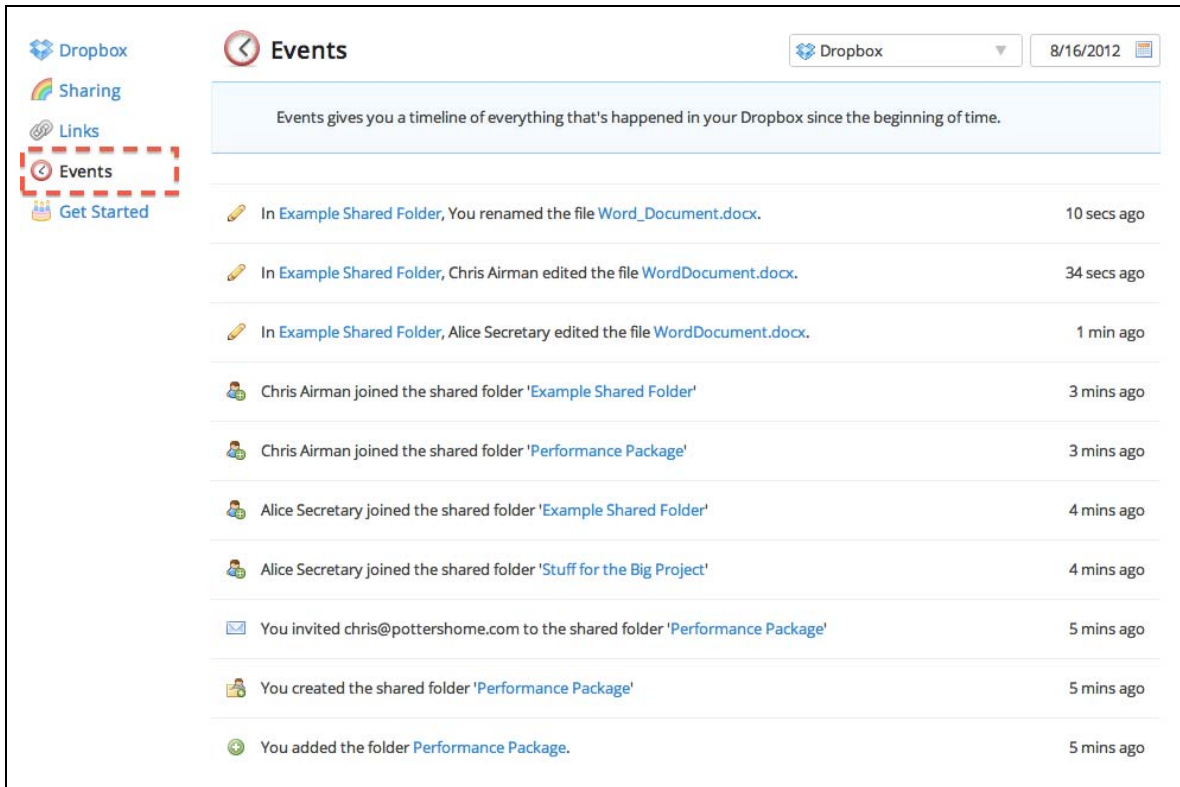 Dropbox
Sharing
Links
Events
Get Started
Events
Dropbox
8/16/2012
Events gives you a timeline of everything that's happened in your Dropbox since the beginning of time.
In Example Shared Folder, You renamed the file Word_Document.docx. 10 secs ago
In Example Shared Folder, Chris Airman edited the file WordDocument.docx. 34 secs ago
In Example Shared Folder, Alice Secretary edited the file WordDocument.docx. 1 min ago
Chris Airman joined the shared folder 'Example Shared Folder' 3 mins ago
Chris Airman joined the shared folder 'Performance Package' 3 mins ago
Alice Secretary joined the shared folder 'Example Shared Folder' 4 mins ago
Alice Secretary joined the shared folder 'Stuff for the Big Project' 4 mins ago
You invited chris@pottershome.com to the shared folder 'Performance Package' 5 mins ago
You created the shared folder 'Performance Package' 5 mins ago
You added the folder Performance Package. 5 mins ago